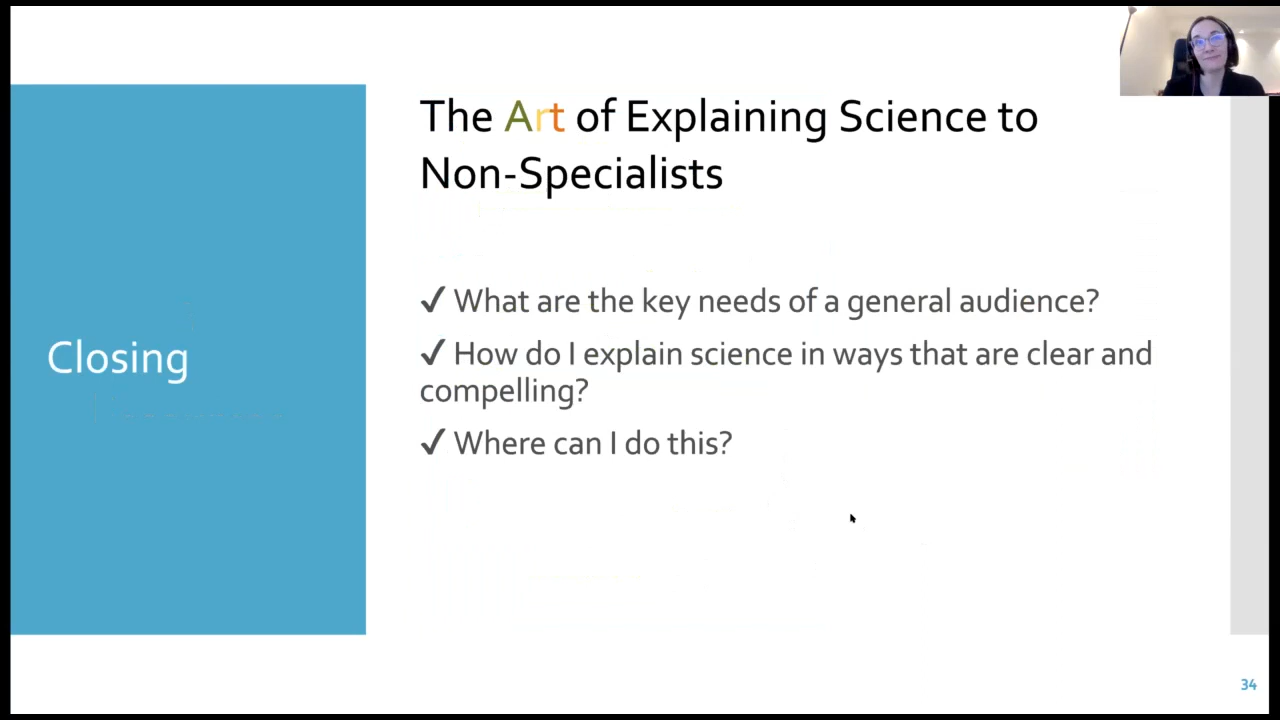 The Art of Explaining Science to
Non-Specialists
Closing
✓ What are the key needs of a general audience?
✓ How do I explain science in ways that are clear and
compelling?
✓ Where can I do this?
34